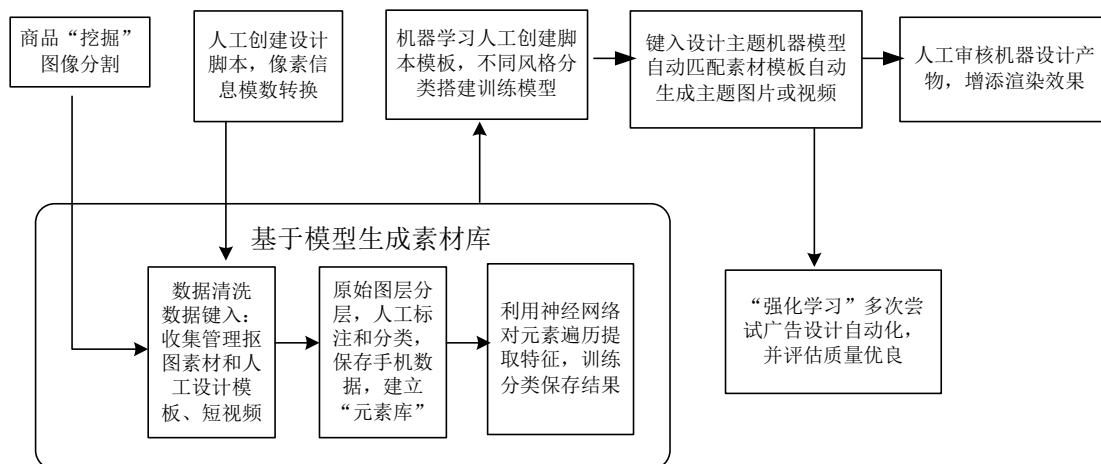 商品“挖掘”
图像分割
人工创建设计
脚本，像素信
息模数转换
机器学习人工创建脚
本模板，不同风格分
类搭建训练模型
键入设计主题机器模型
自动匹配素材模板自动
生成主题图片或视频
人工审核机器设计产
物，增添渲染效果
基于模型生成素材库
数据清洗
数据键入：
收集管理抠
图素材和人
工设计模
板、短视频
原始图层分
层，人工标
注和分类，
保存手机数
据，建立
“元素库”
利用神经网络
对元素遍历提
取特征，训练
分类保存结果
“强化学习”多次尝
试广告设计自动化，
并评估质量优良